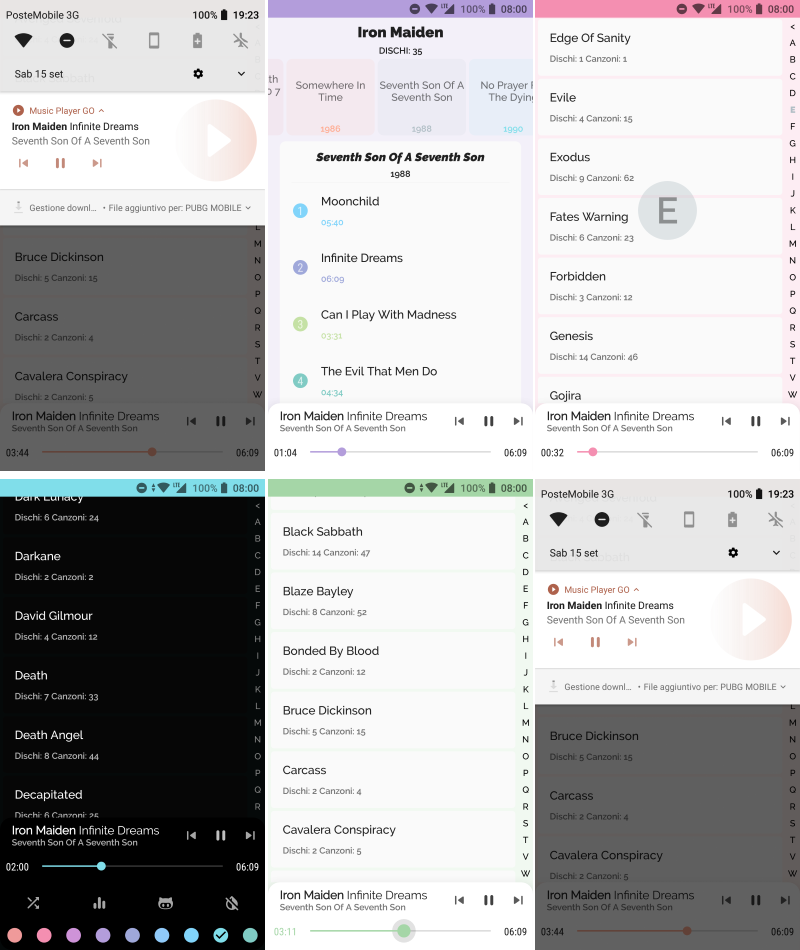 PosteMobile 3G 100% 19:23
Sab 15 set
Music Player GO
Iron Maiden Infinite Dreams
Seventh Son Of A Seventh Son
Gestione downl... • File aggiuntivo per: PUBG MOBILE
L
M
N
O
P
Q
R
S
T
V
W
Bruce Dickinson
Dischi: 5 Canzoni: 15
Carcass
Dischi: 2 Canzoni: 4
Cavalera Conspiracy
Dischi: 2 Canzoni: 5
Iron Maiden Infinite Dreams
Seventh Son Of A Seventh Son
03:44 06:09
LTE 100% 08:00
Iron Maiden
DISCHI: 35
th
7
Somewhere In
Time
1986
Seventh Son Of A
Seventh Son
1988
No Prayer F
The Dying
1990
Seventh Son Of A Seventh Son
1988
1 Moonchild
05:40
2 Infinite Dreams
06:09
3 Can I Play With Madness
03:31
4 The Evil That Men Do
04:34
Iron Maiden Infinite Dreams
Seventh Son Of A Seventh Son
01:04 06:09
LTE 100% 08:00
Edge Of Sanity
Dischi: 1 Canzoni: 1
Evile
Dischi: 4 Canzoni: 15
Exodus
Dischi: 9 Canzoni: 62
Fates Warning
Dischi: 6 Canzoni: 23
Forbidden
Dischi: 3 Canzoni: 12
Genesis
Dischi: 14 Canzoni: 46
Gojira
E
<
A
B
C
D
E
F
G
H
I
J
K
L
M
N
O
P
Q
R
S
T
V
W
Iron Maiden Infinite Dreams
Seventh Son Of A Seventh Son
00:32 06:09
LTE 100% 08:00
Dark Lunacy
Dischi: 6 Canzoni: 24
Darkane
Dischi: 2 Canzoni: 2
David Gilmour
Dischi: 4 Canzoni: 12
Death
Dischi: 7 Canzoni: 33
Death Angel
Dischi: 8 Canzoni: 44
Decapitated
Dischi: 6 Canzoni: 25
<
A
B
C
D
E
F
G
H
I
J
K
L
M
N
O
P
Q
R
Iron Maiden Infinite Dreams
Seventh Son Of A Seventh Son
02:00 06:09
LTE 100% 08:00
Black Sabbath
Dischi: 14 Canzoni: 47
Blaze Bayley
Dischi: 8 Canzoni: 52
Bonded By Blood
Dischi: 2 Canzoni: 12
Bruce Dickinson
Dischi: 5 Canzoni: 15
Carcass
Dischi: 2 Canzoni: 4
Cavalera Conspiracy
Dischi: 2 Canzoni: 5
<
A
B
C
D
E
F
G
H
I
J
K
L
M
N
O
P
Q
R
S
T
V
W
Iron Maiden Infinite Dreams
Seventh Son Of A Seventh Son
03:11 06:09
PosteMobile 3G 100% 19:23
Sab 15 set
Music Player GO
Iron Maiden Infinite Dreams
Seventh Son Of A Seventh Son
Gestione downl... • File aggiuntivo per: PUBG MOBILE
L
M
N
O
P
Q
R
S
T
V
W
Bruce Dickinson
Dischi: 5 Canzoni: 15
Carcass
Dischi: 2 Canzoni: 4
Cavalera Conspiracy
Dischi: 2 Canzoni: 5
Iron Maiden Infinite Dreams
Seventh Son Of A Seventh Son
03:44 06:09